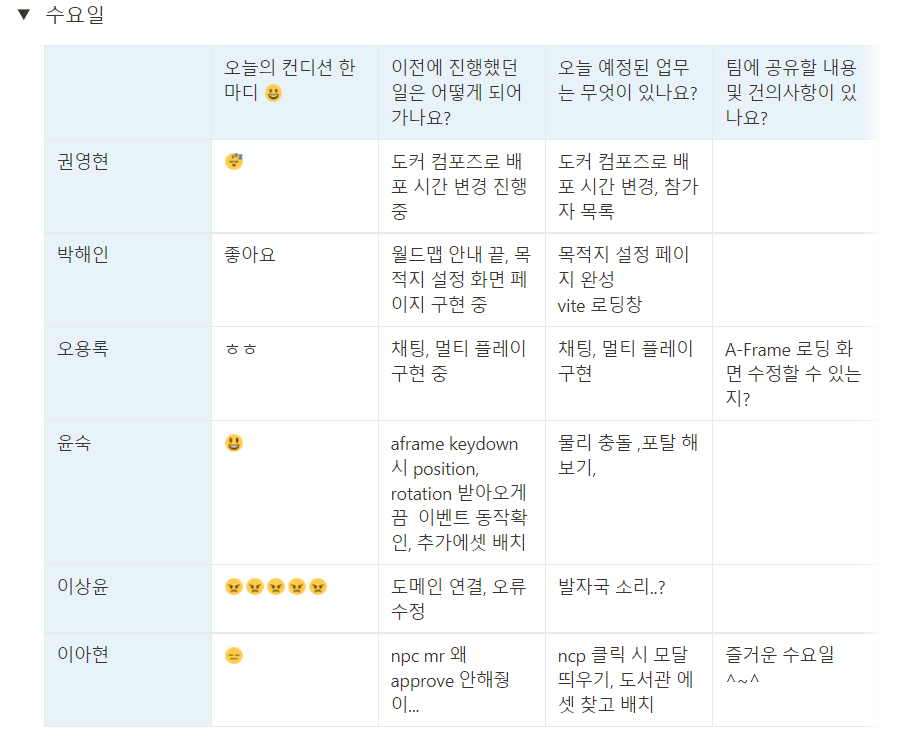 ▼ 수요일
오늘의 컨디션 한
마디 😃
이전에 진행했던
일은 어떻게 되어
가나요?
오늘 예정된 업무
는 무엇이 있나요?
팀에 공유할 내용
및 건의사항이 있
나요?
권영현
😴
도커 컴포즈로 배
포 시간 변경 진행
중
도커 컴포즈로 배
포 시간 변경, 참가
자 목록
박해인
좋아요
월드맵 안내 끝, 목
적지 설정 화면 페
이지 구현 중
목적지 설정 페이
지 완성
vite 로딩창
오용록
ㅎㅎ
채팅, 멀티 플레이
구현 중
채팅, 멀티 플레이
구현
A-Frame 로딩 화
면 수정할 수 있는
지?
윤숙
😃
aframe keydown
시 position,
rotation 받아오게
끔 이벤트 동작확
인, 추가에셋 배치
물리 충돌 ,포탈 해
보기,
이상윤
😠😠😠😠😠
도메인 연결, 오류
수정
발자국 소리..?
이아현
😑
npc mr 왜
approve 안해줭
이...
ncp 클릭 시 모달
띄우기, 도서관 에
셋 찾고 배치
즐거운 수요일
^~^